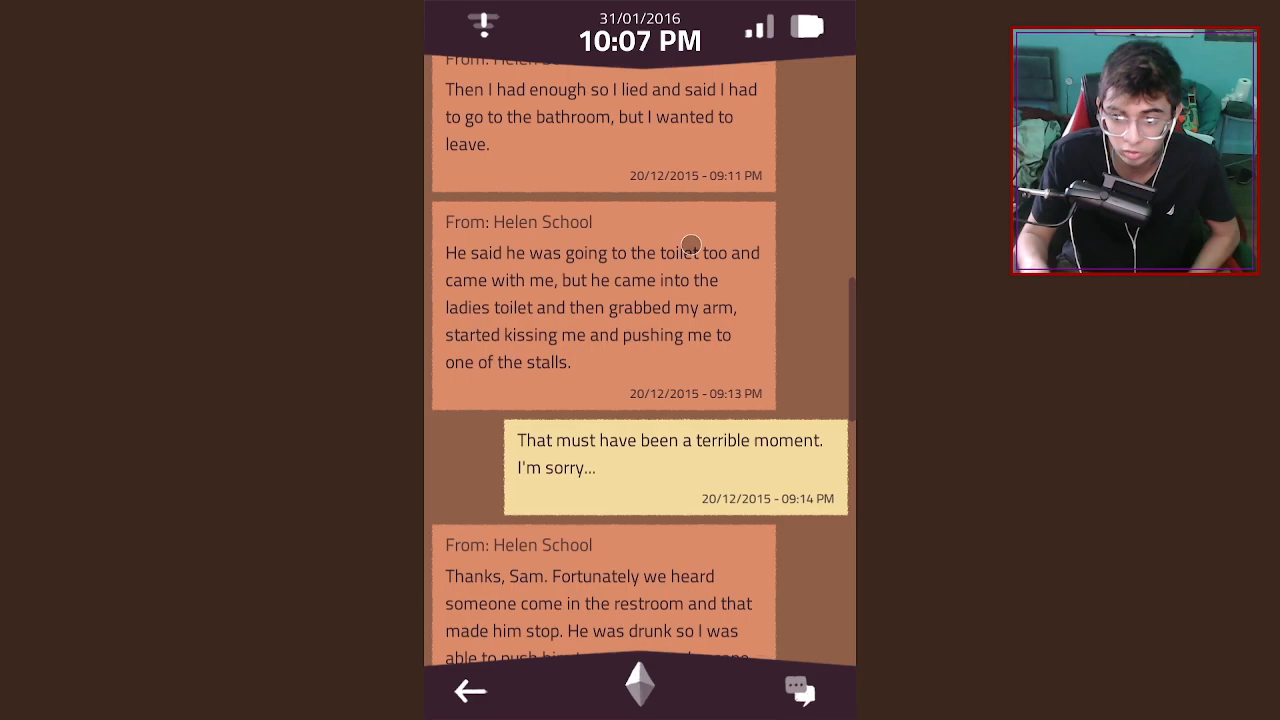 31/01/2016
10:07 PM
From: Helen
Then I had enough so I lied and said I had
to go to the bathroom, but I wanted to
leave.
20/12/2015 - 09:11 PM
From: Helen School
He said he was going to the toilet too and
came with me, but he came into the
ladies toilet and then grabbed my arm,
started kissing me and pushing me to
one of the stalls.
20/12/2015 - 09:13 PM
That must have been a terrible moment.
I'm sorry...
20/12/2015 - 09:14 PM
From: Helen School
Thanks, Sam. Fortunately we heard
someone come in the restroom and that
made him stop. He was drunk so I was
able to push